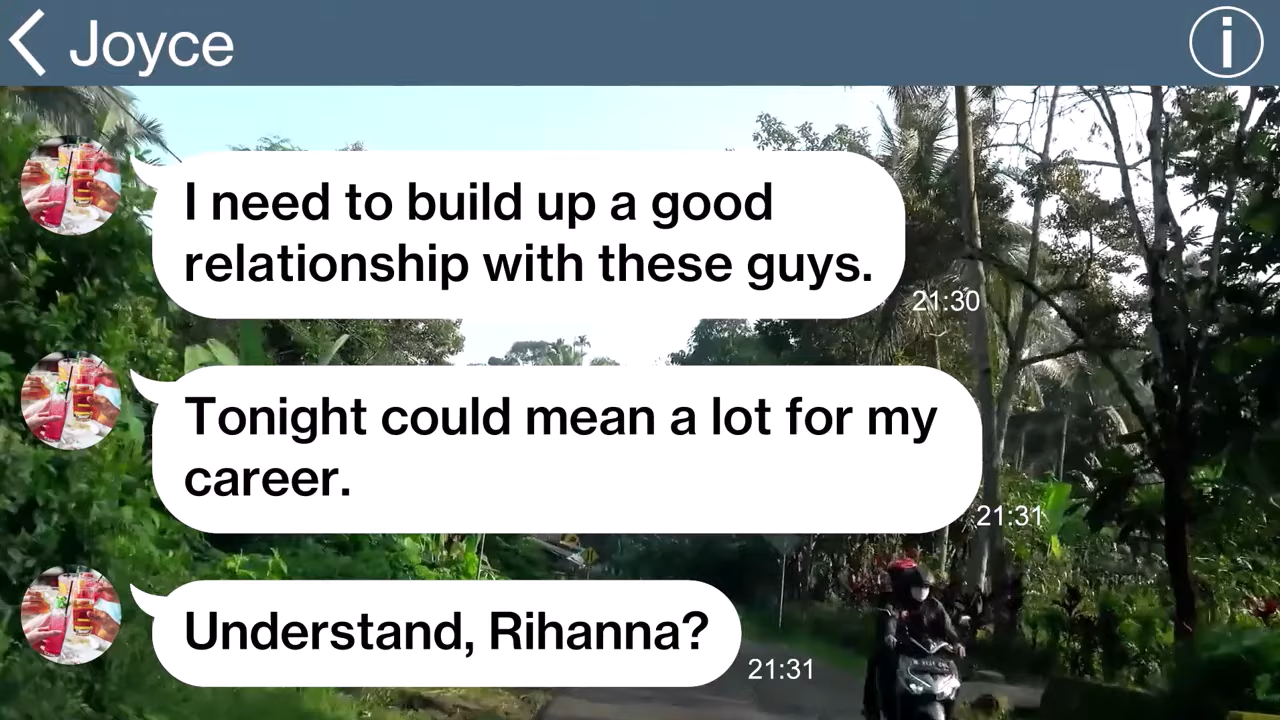 Joyce
I need to build up a good
relationship with these guys.
21:30
Tonight could mean a lot for my
career.
21:31
Understand, Rihanna?
21:31